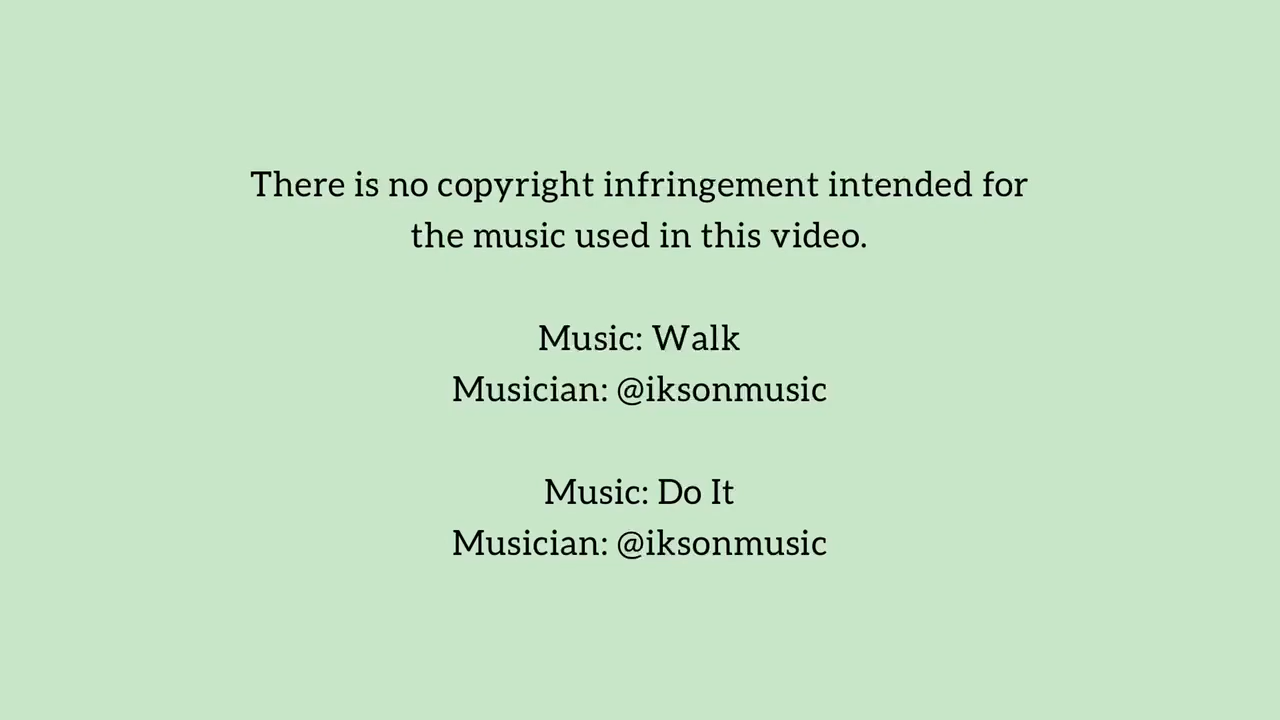 There is no copyright infringement intended for
the music used in this video.
Music: Walk
Musician: @iksonmusic
Music: Do It
Musician: @iksonmusic